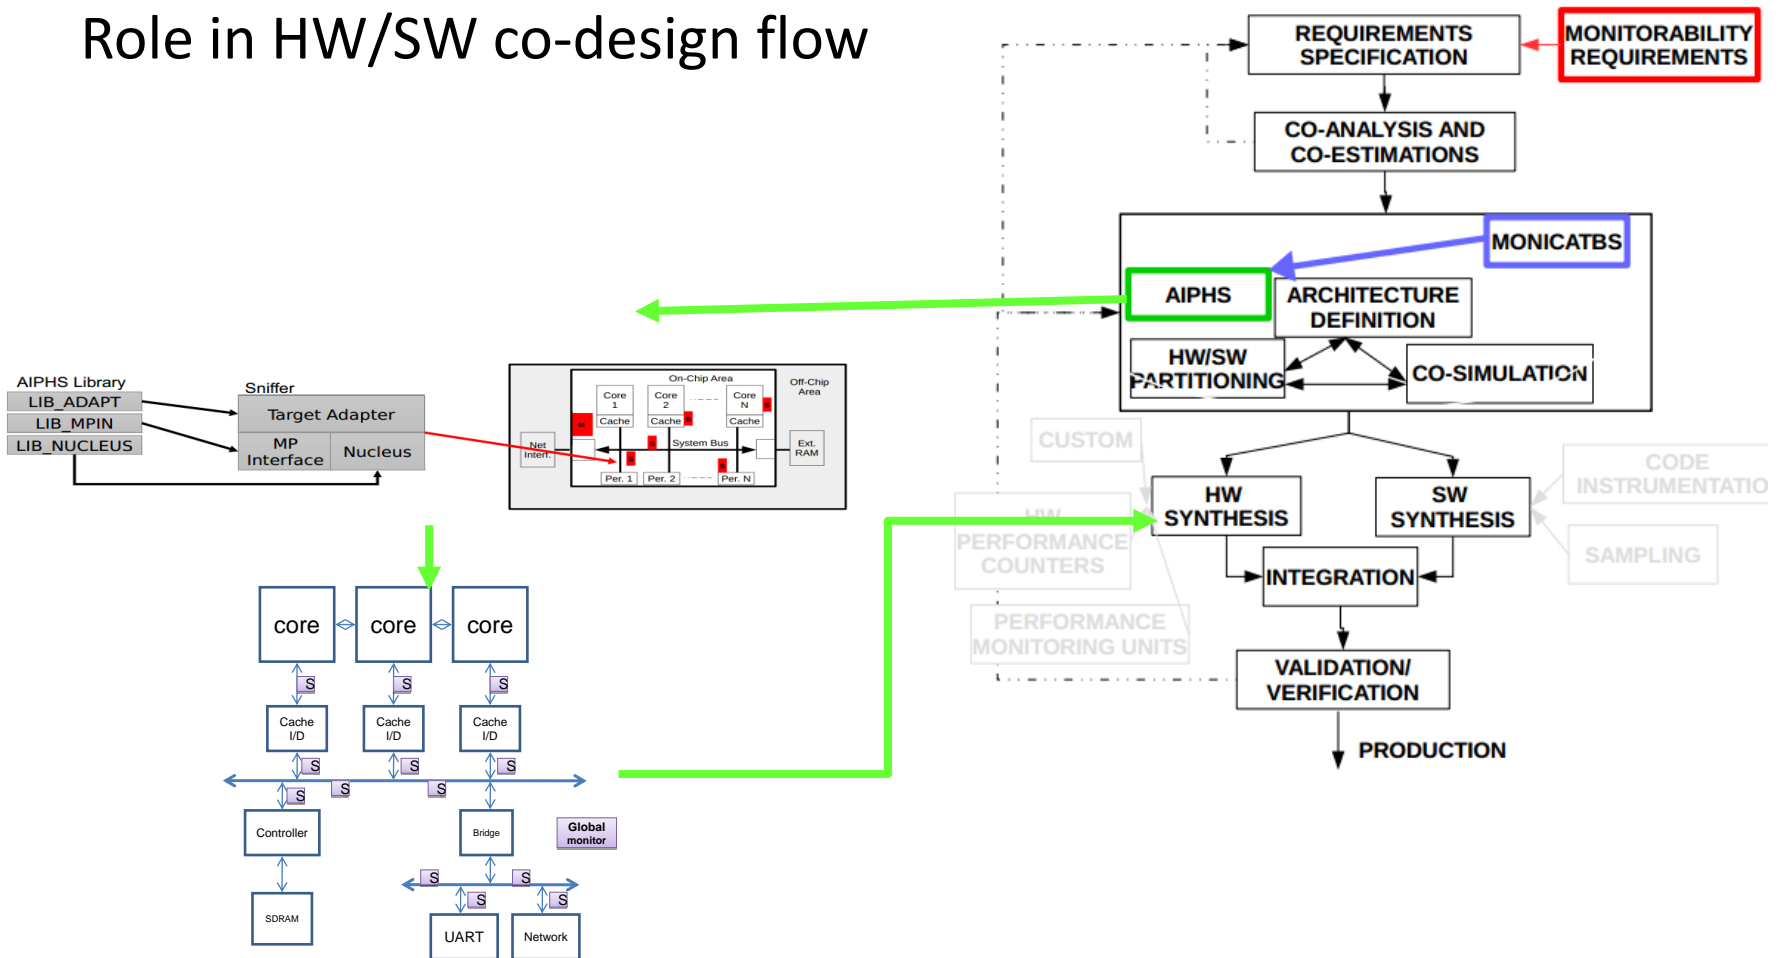 Role in HW/SW co-design flow
REQUIREMENTS
SPECIFICATION
MONITORABILITY
REQUIREMENTS
CO-ANALYSIS AND
CO-ESTIMATIONS
MONICATBS
AIPHS
ARCHITECTURE
DEFINITION
HW/SW
PARTITIONING
CO-SIMULATION
AIPHS Library
LIB_ADAPT
LIB_MPIN
LIB_NUCLEUS
Sniffer
Target Adapter
MP
Interface
Nucleus
On-Chip Area
Off-Chip
Area
Core
1
Core
2
Core
N
Cache
Cache
Cache
S
S
M
S
System Bus
Net
Interf.
Ext.
RAM
S
S
Per. 1
Per. 2
Per. N
CUSTOM
HW
PERFORMANCE
COUNTERS
PERFORMANCE
MONITORING UNITS
HW
SYNTHESIS
SW
SYNTHESIS
CODE
INSTRUMENTATIO
SAMPLING
INTEGRATION
VALIDATION/
VERIFICATION
PRODUCTION
core
core
core
S
S
S
Cache
I/D
Cache
I/D
Cache
I/D
S
S
S
S
S
S
Controller
Bridge
Global
monitor
S
S
S
S
SDRAM
UART
Network